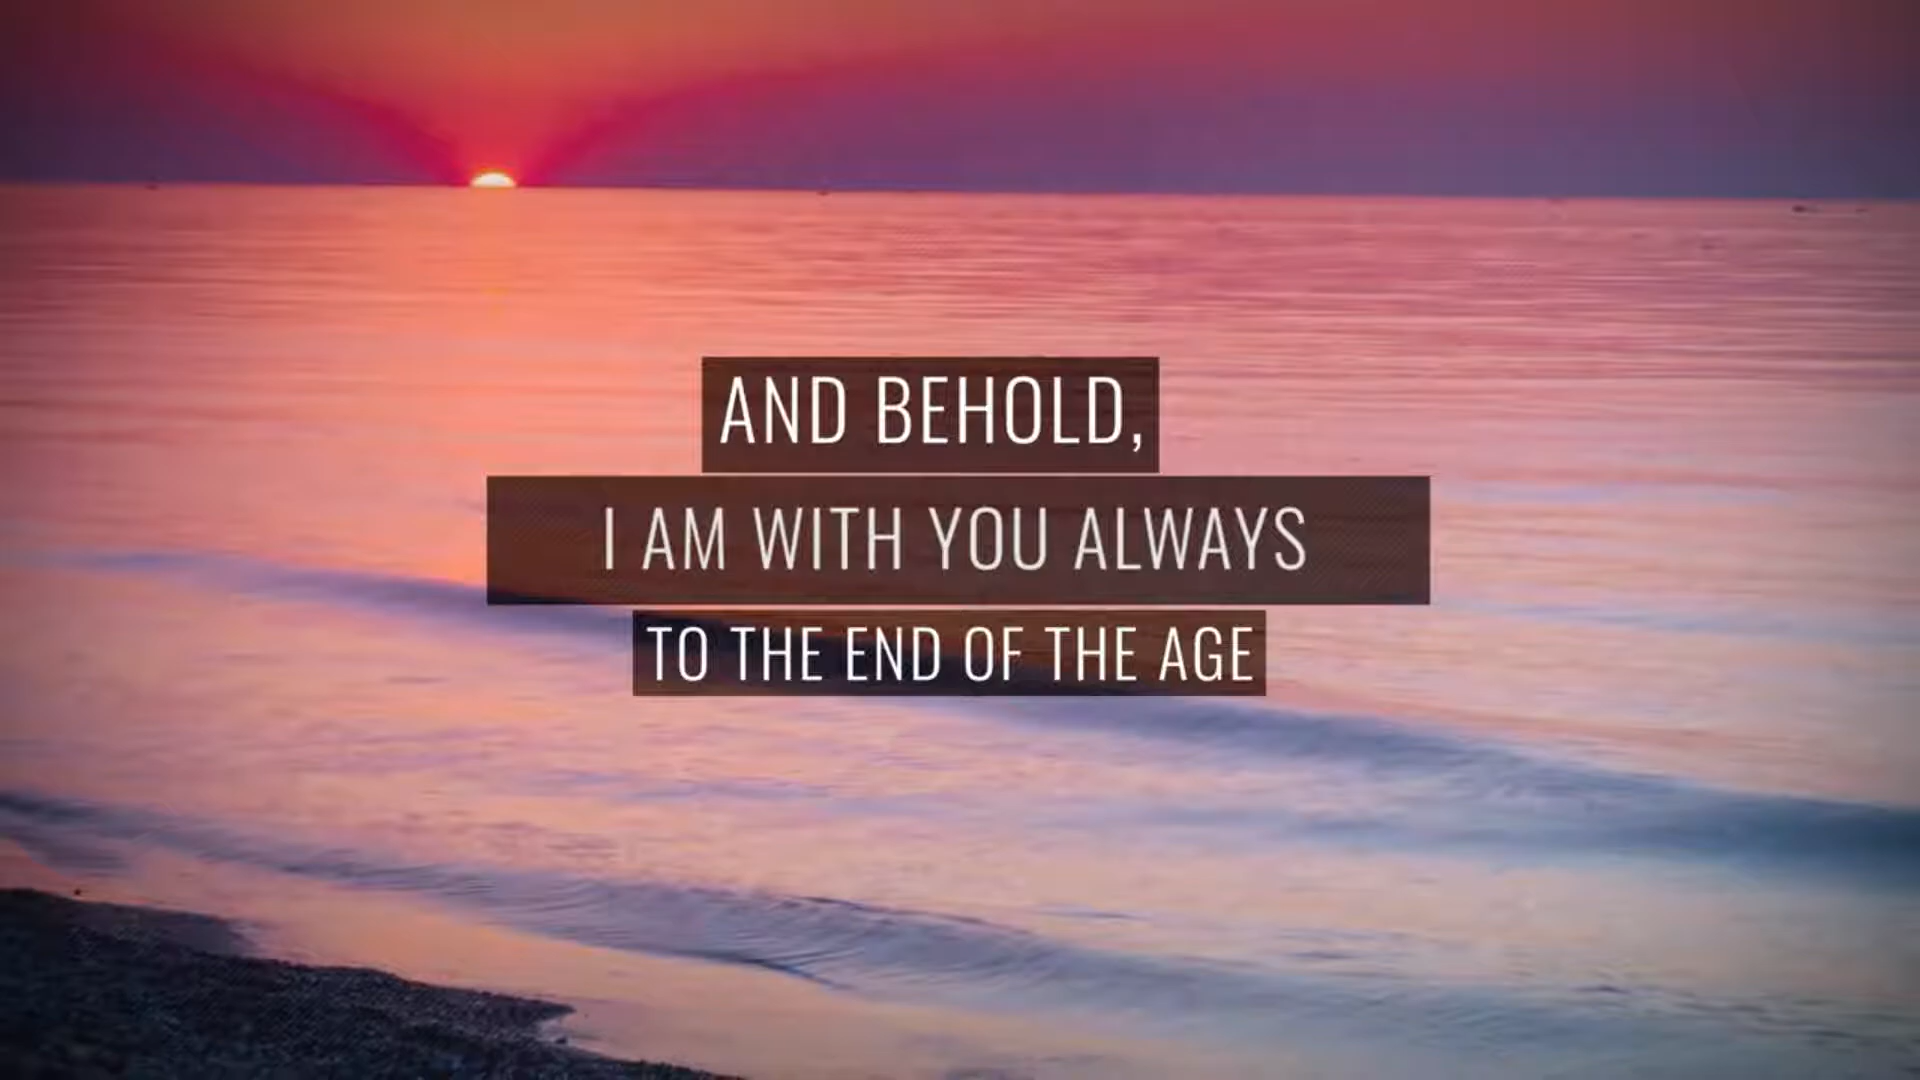 AND BEHOLD,
I AM WITH YOU ALWAYS
TO THE END OF THE AGE